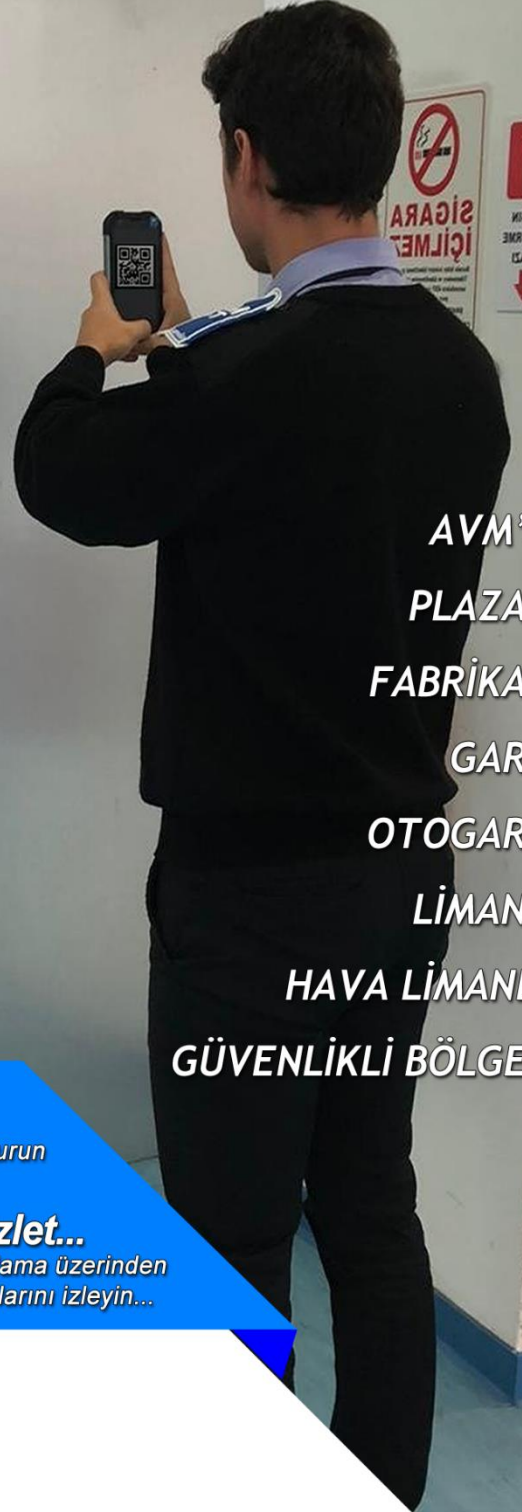 SİGARA
İÇİLMEZ
AVM'
PLAZA
FABRİKA
GAR
OTOGAR
LİMAN
HAVA LİMANI
GÜVENLİKLİ BÖLGE
urun
zlet...
ama üzerinden
larını izleyin...